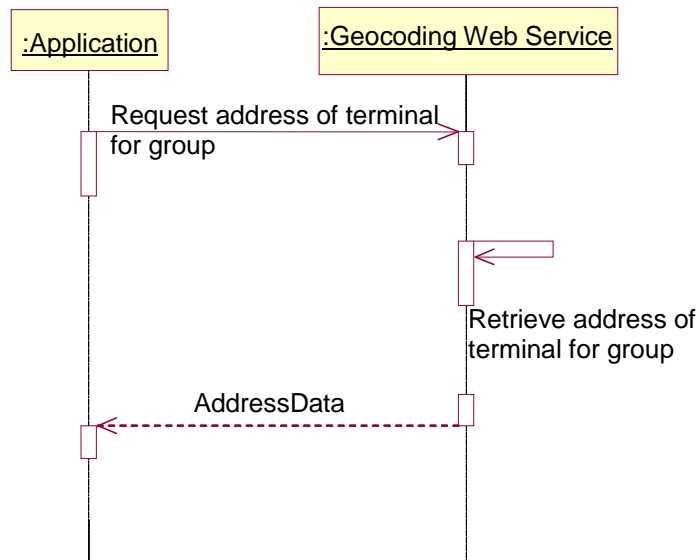 :Application
:Geocoding Web Service
Request address of terminal
for group
Retrieve address of
terminal for group
AddressData